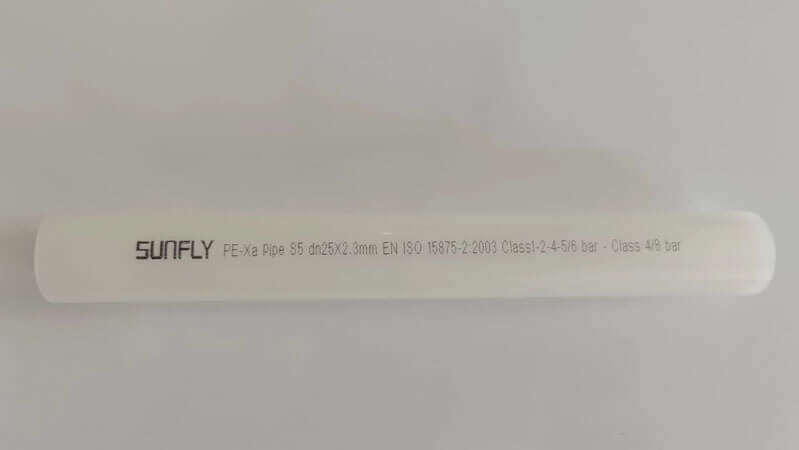 SUNFLY PE-Xa Pipe S5 dn25X2.3mm EN ISO 15875-2:2003 Class1-2-4-5/6 bar - Class 4/8 bar